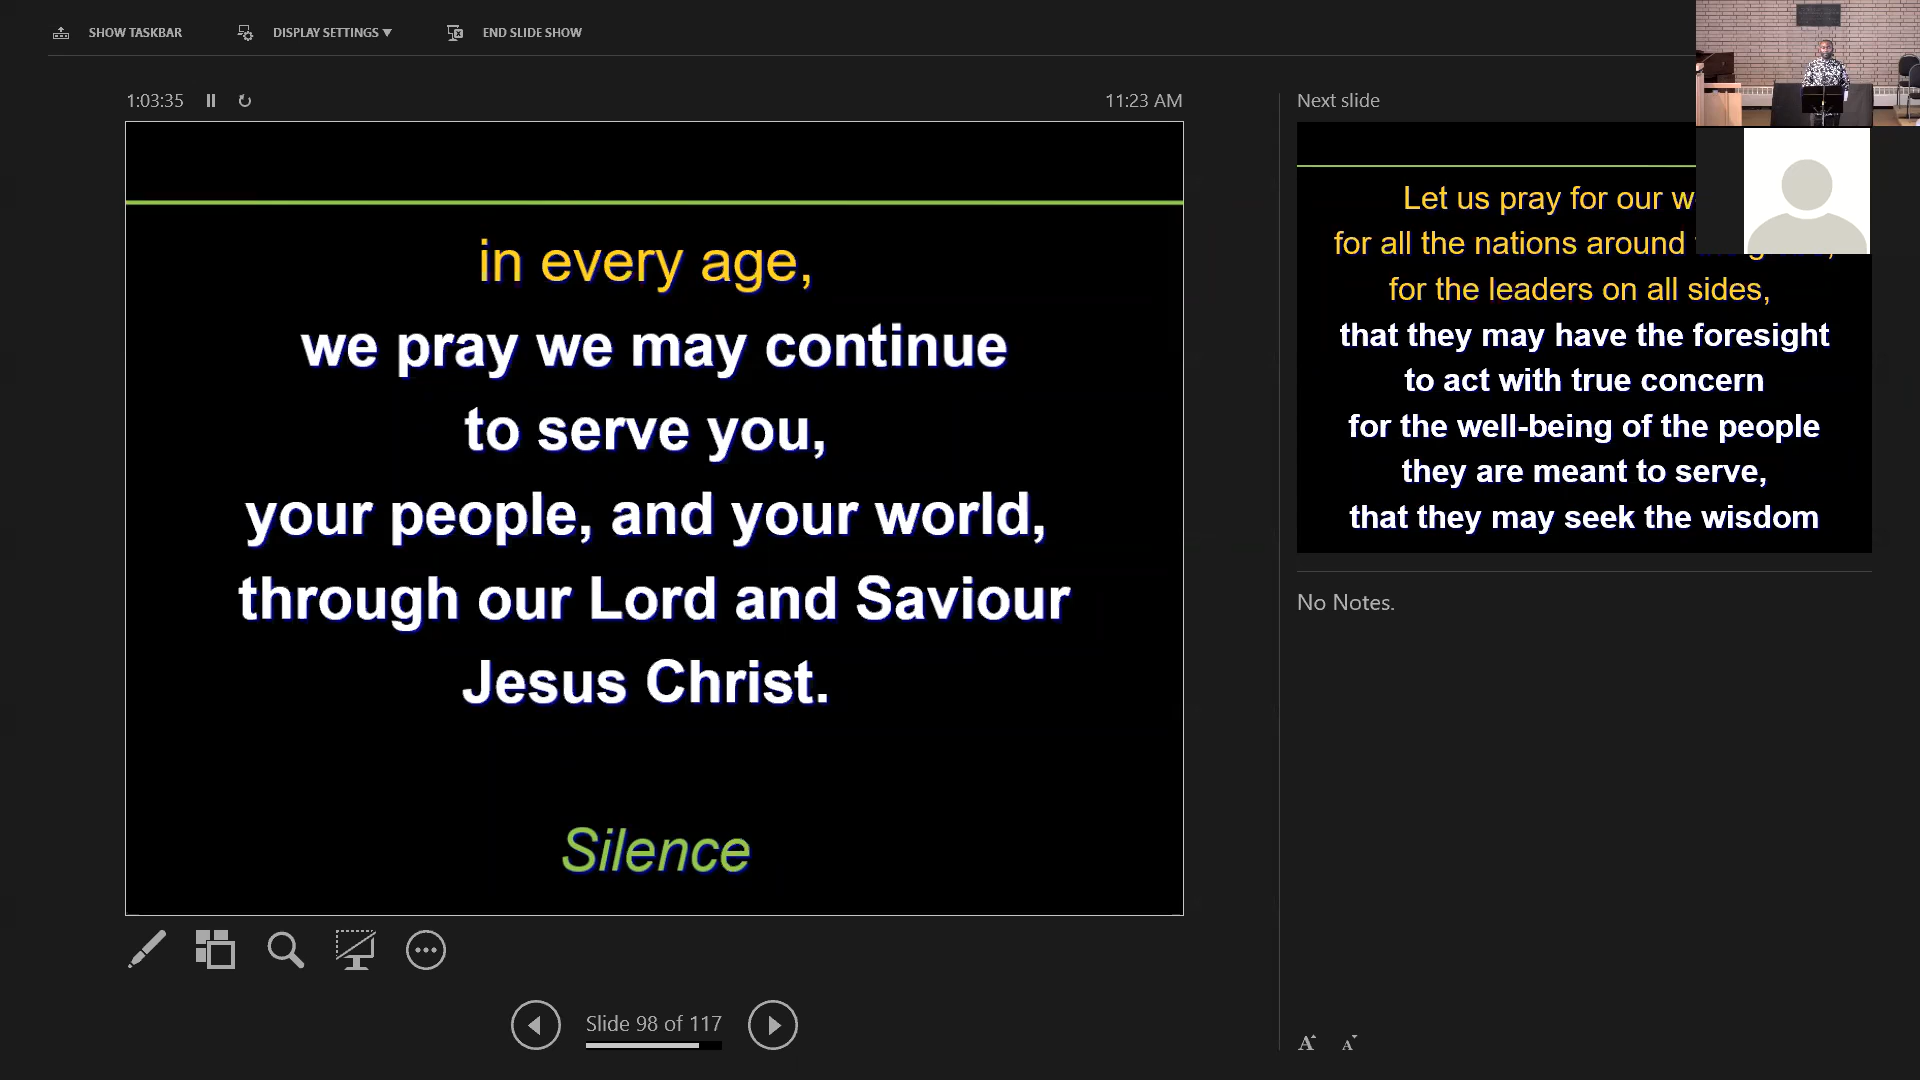 SHOW TASKBAR
DISPLAY SETTINGS ▼
END SLIDE SHOW
1:03:35
11:23 AM
in every age,
we pray we may continue
to serve you,
your people, and your world,
through our Lord and Saviour
Jesus Christ.
Silence
Slide 98 of 117
Next slide
Let us pray for our
for all the nations around
for the leaders on all sides,
that they may have the foresight
to act with true concern
for the well-being of the people
they are meant to serve,
that they may seek the wisdom
No Notes.
A A